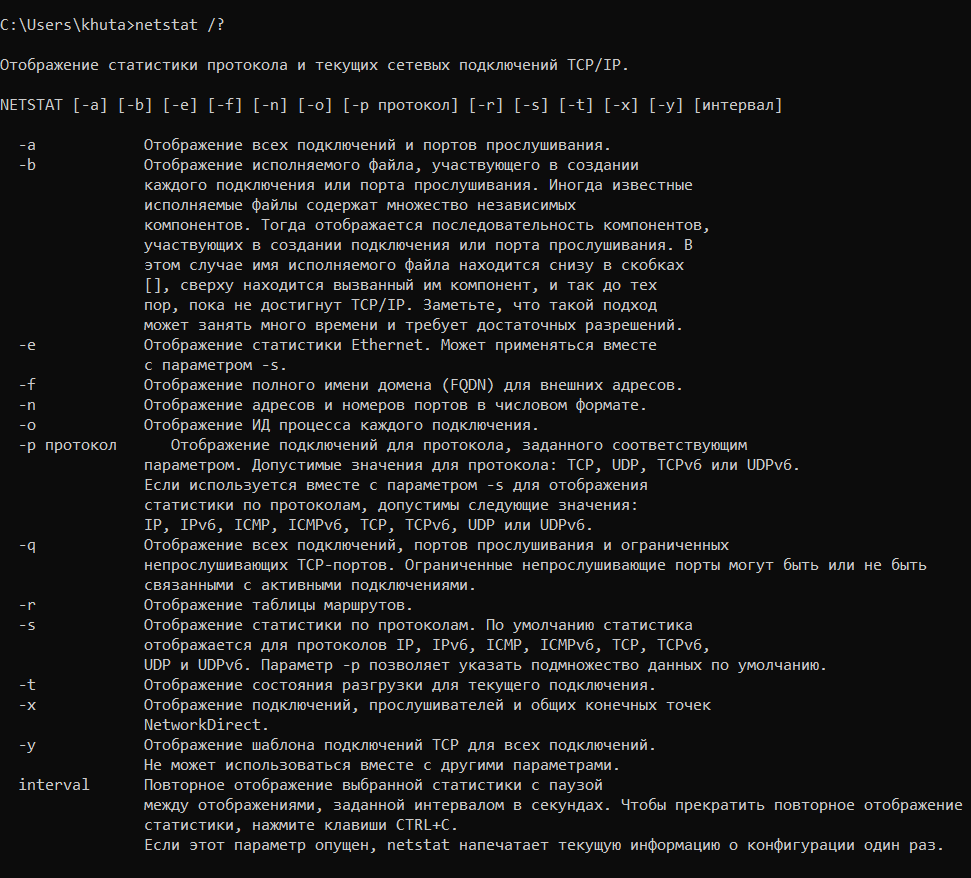 C:\Users\khuta>netstat /?
Отображение статистики протокола и текущих сетевых подключений TCP/IP.
NETSTAT [-a] [-b] [-e] [-f] [-n] [-o] [-p протокол] [-r] [-s] [-t] [-x] [-y] [интервал]
-a Отображение всех подключений и портов прослушивания.
-b Отображение исполняемого файла, участвующего в создании
каждого подключения или порта прослушивания. Иногда известные
исполняемые файлы содержат множество независимых
компонентов. Тогда отображается последовательность компонентов,
участвующих в создании подключения или порта прослушивания. В
этом случае имя исполняемого файла находится снизу в скобках
[], сверху находится вызванный им компонент, и так до тех
пор, пока не достигнут TCP/IP. Заметьте, что такой подход
может занять много времени и требует достаточных разрешений.
-e Отображение статистики Ethernet. Может применяться вместе
с параметром -s.
-f Отображение полного имени домена (FQDN) для внешних адресов.
-n Отображение адресов и номеров портов в числовом формате.
-o Отображение ИД процесса каждого подключения.
-p протокол Отображение подключений для протокола, заданного соответствующим
параметром. Допустимые значения для протокола: TCP, UDP, TCPv6 или UDPv6.
Если используется вместе с параметром -s для отображения
статистики по протоколам, допустимы следующие значения:
IP, IPv6, ICMP, ICMPv6, TCP, TCPv6, UDP или UDPv6.
-q Отображение всех подключений, портов прослушивания и ограниченных
непрослушивающих TCP-портов. Ограниченные непрослушивающие порты могут быть или не быть
связанными с активными подключениями.
-r Отображение таблицы маршрутов.
-s Отображение статистики по протоколам. По умолчанию статистика
отображается для протоколов IP, IPv6, ICMP, ICMPv6, TCP, TCPv6,
UDP и UDPv6. Параметр -p позволяет указать подмножество данных по умолчанию.
-t Отображение состояния разгрузки для текущего подключения.
-x Отображение подключений, прослушивателей и общих конечных точек
NetworkDirect.
-y Отображение шаблона подключений TCP для всех подключений.
Не может использоваться вместе с другими параметрами.
interval Повторное отображение выбранной статистики с паузой
между отображениями, заданной интервалом в секундах. Чтобы прекратить повторное отображение
статистики, нажмите клавиши CTRL+C.
Если этот параметр опущен, netstat напечатает текущую информацию о конфигурации один раз.